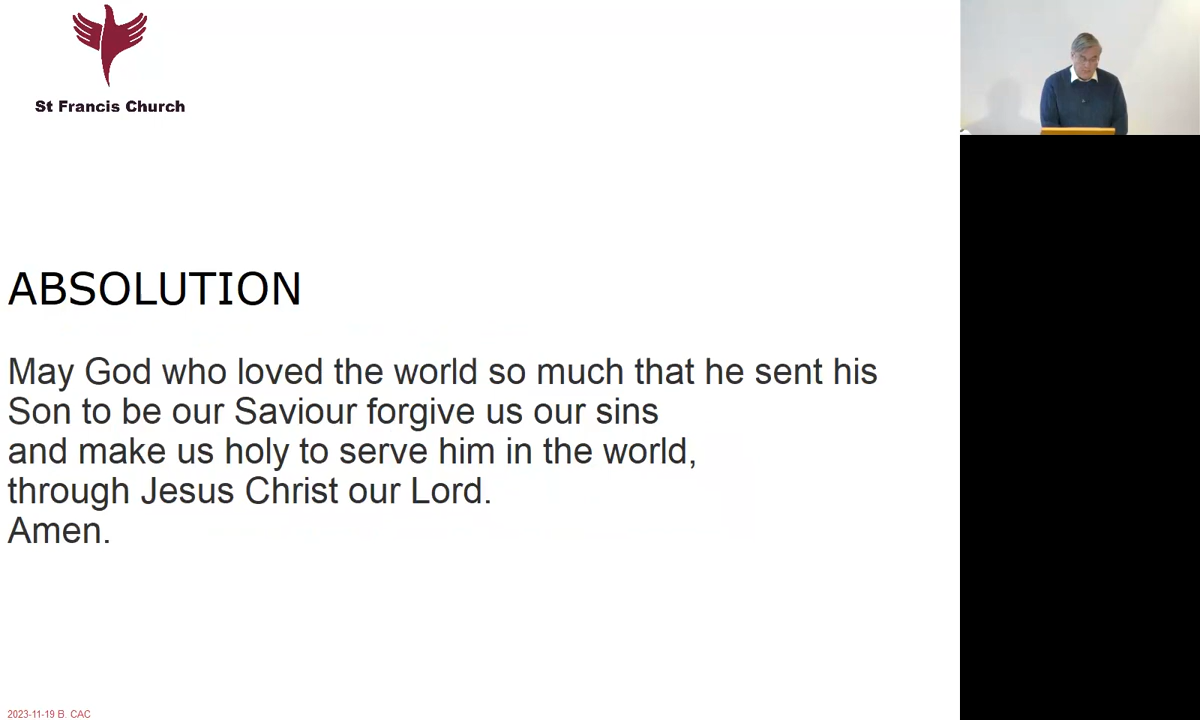 St Francis Church
ABSOLUTION
May God who loved the world so much that he sent his
Son to be our Saviour forgive us our sins
and make us holy to serve him in the world,
through Jesus Christ our Lord.
Amen.
2023-11-19 B. CAC